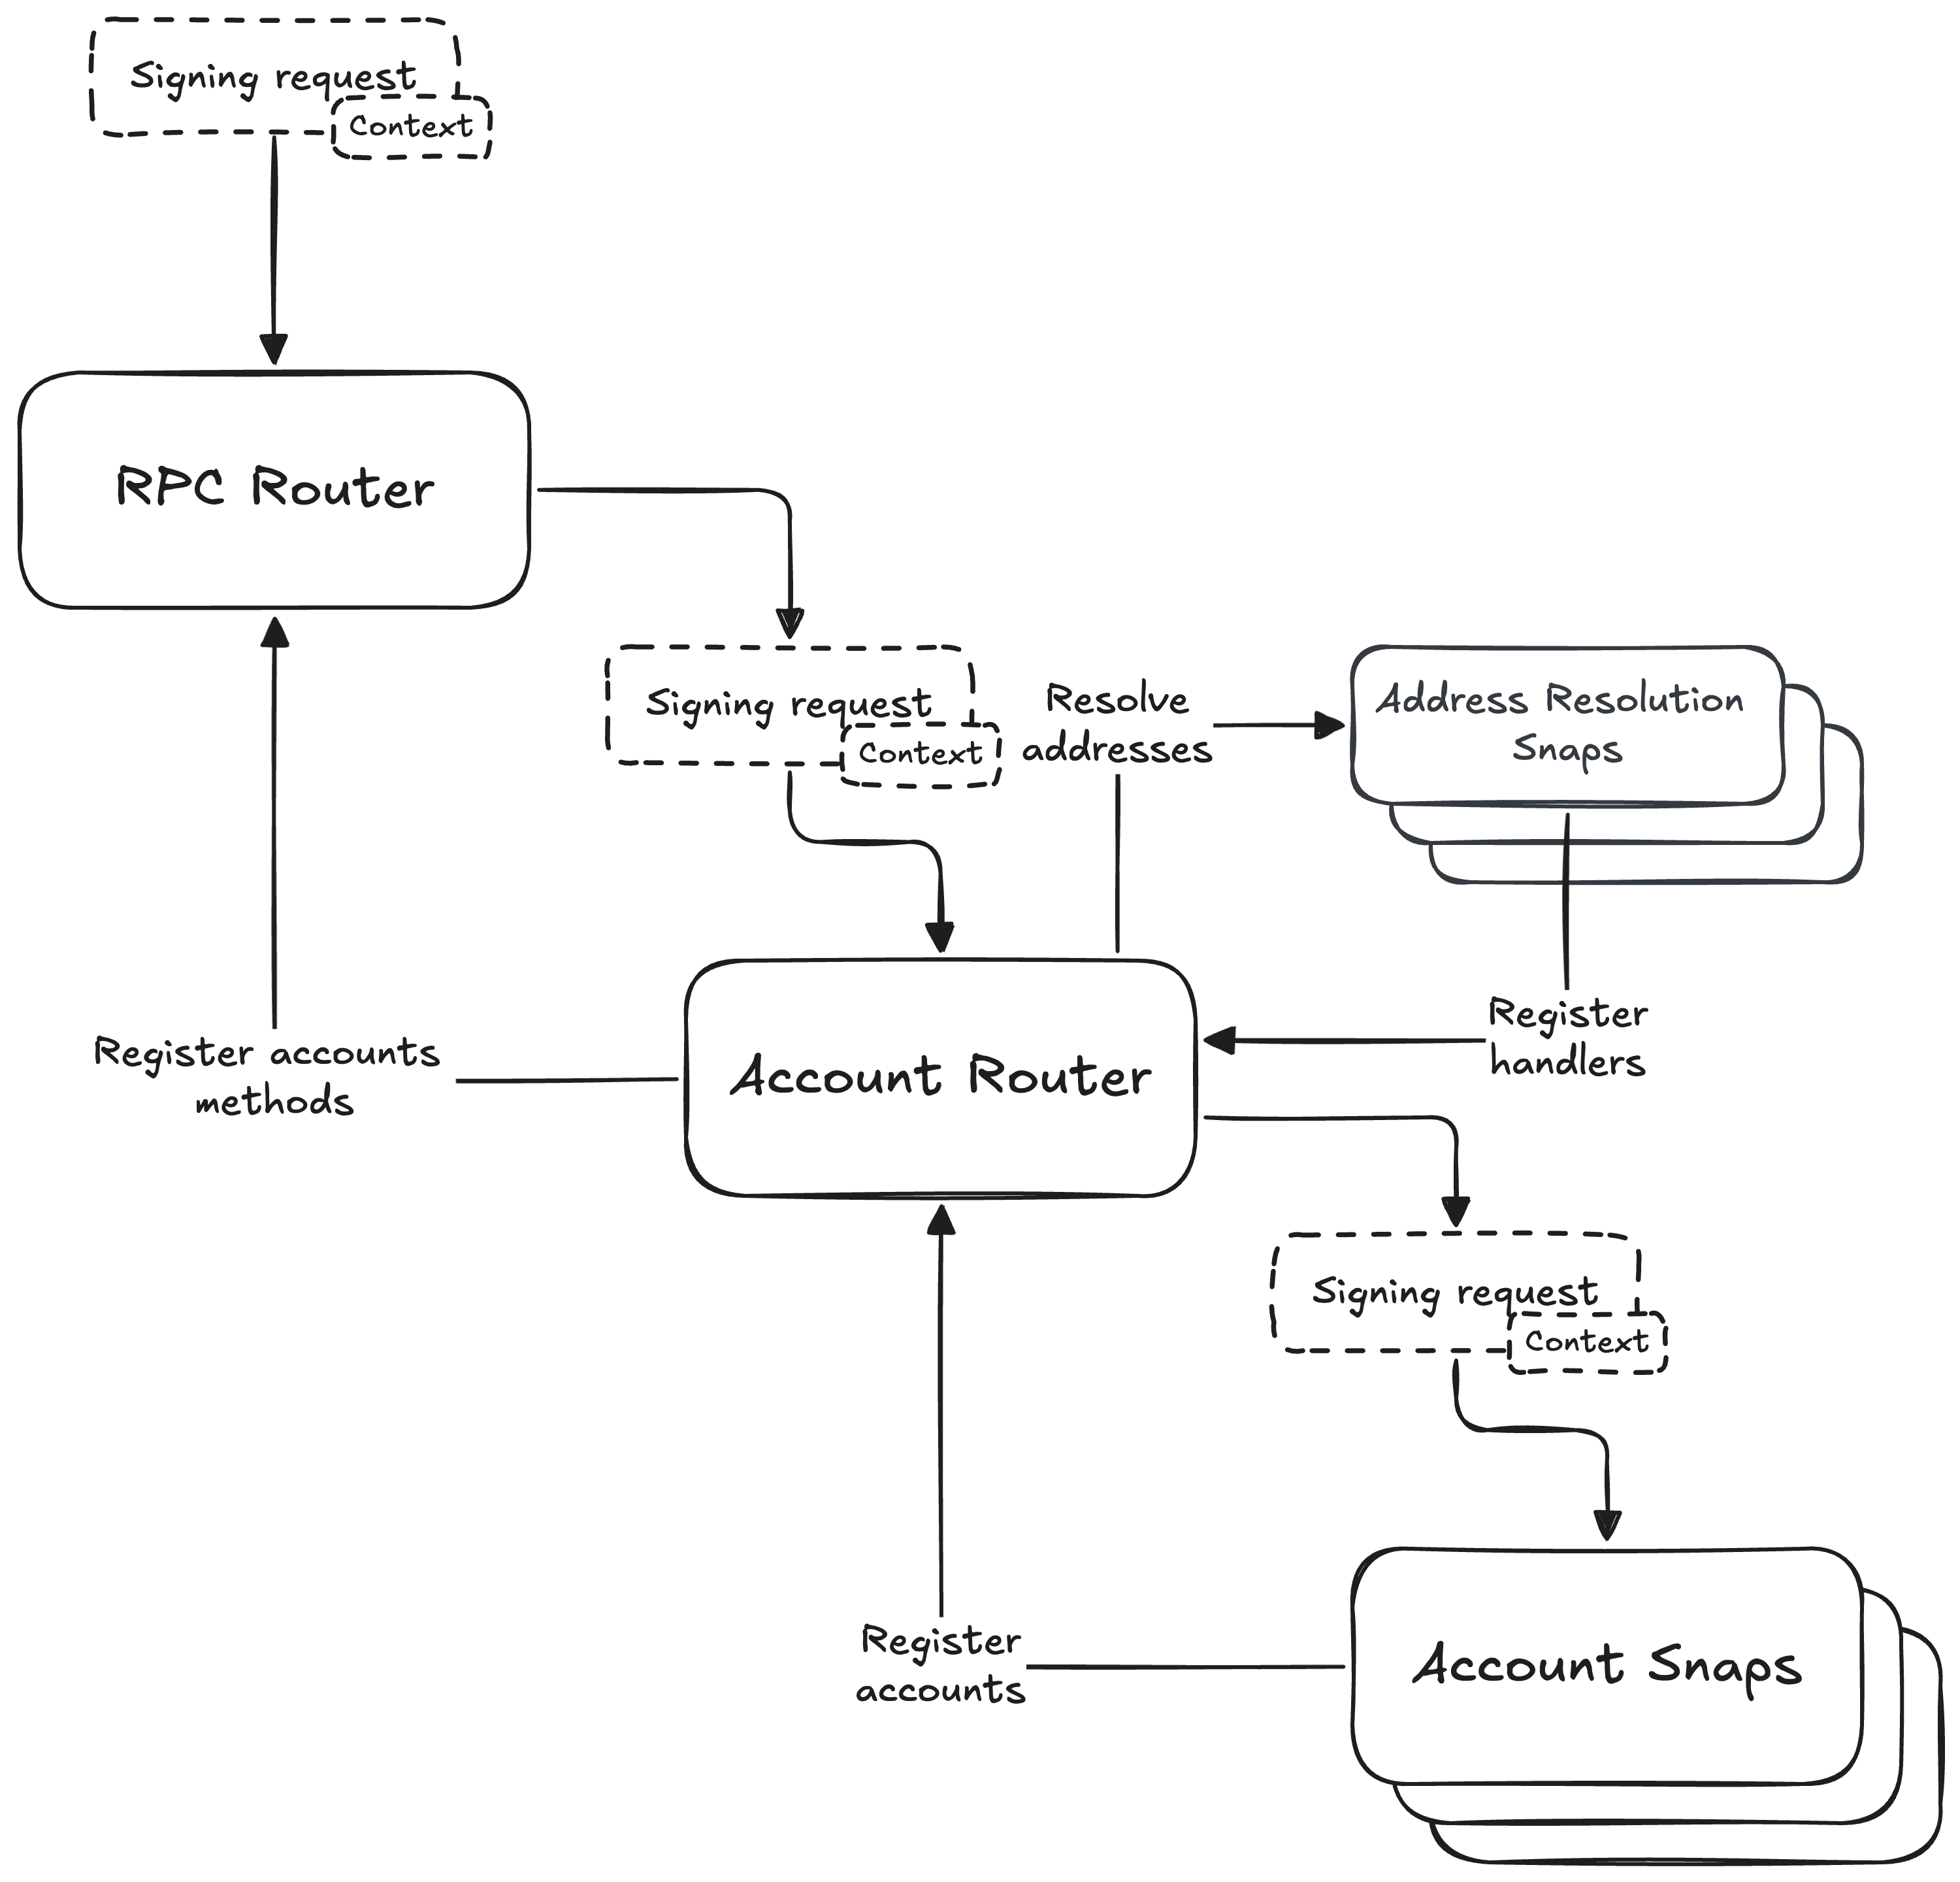 Signing request
Context
RPC Router
Signing request
Context
Resolve
addresses
Address Resolution
Snaps
Register accounts
methods
Account Router
Register
handlers
Signing request
Context
Register
accounts
Account Snaps